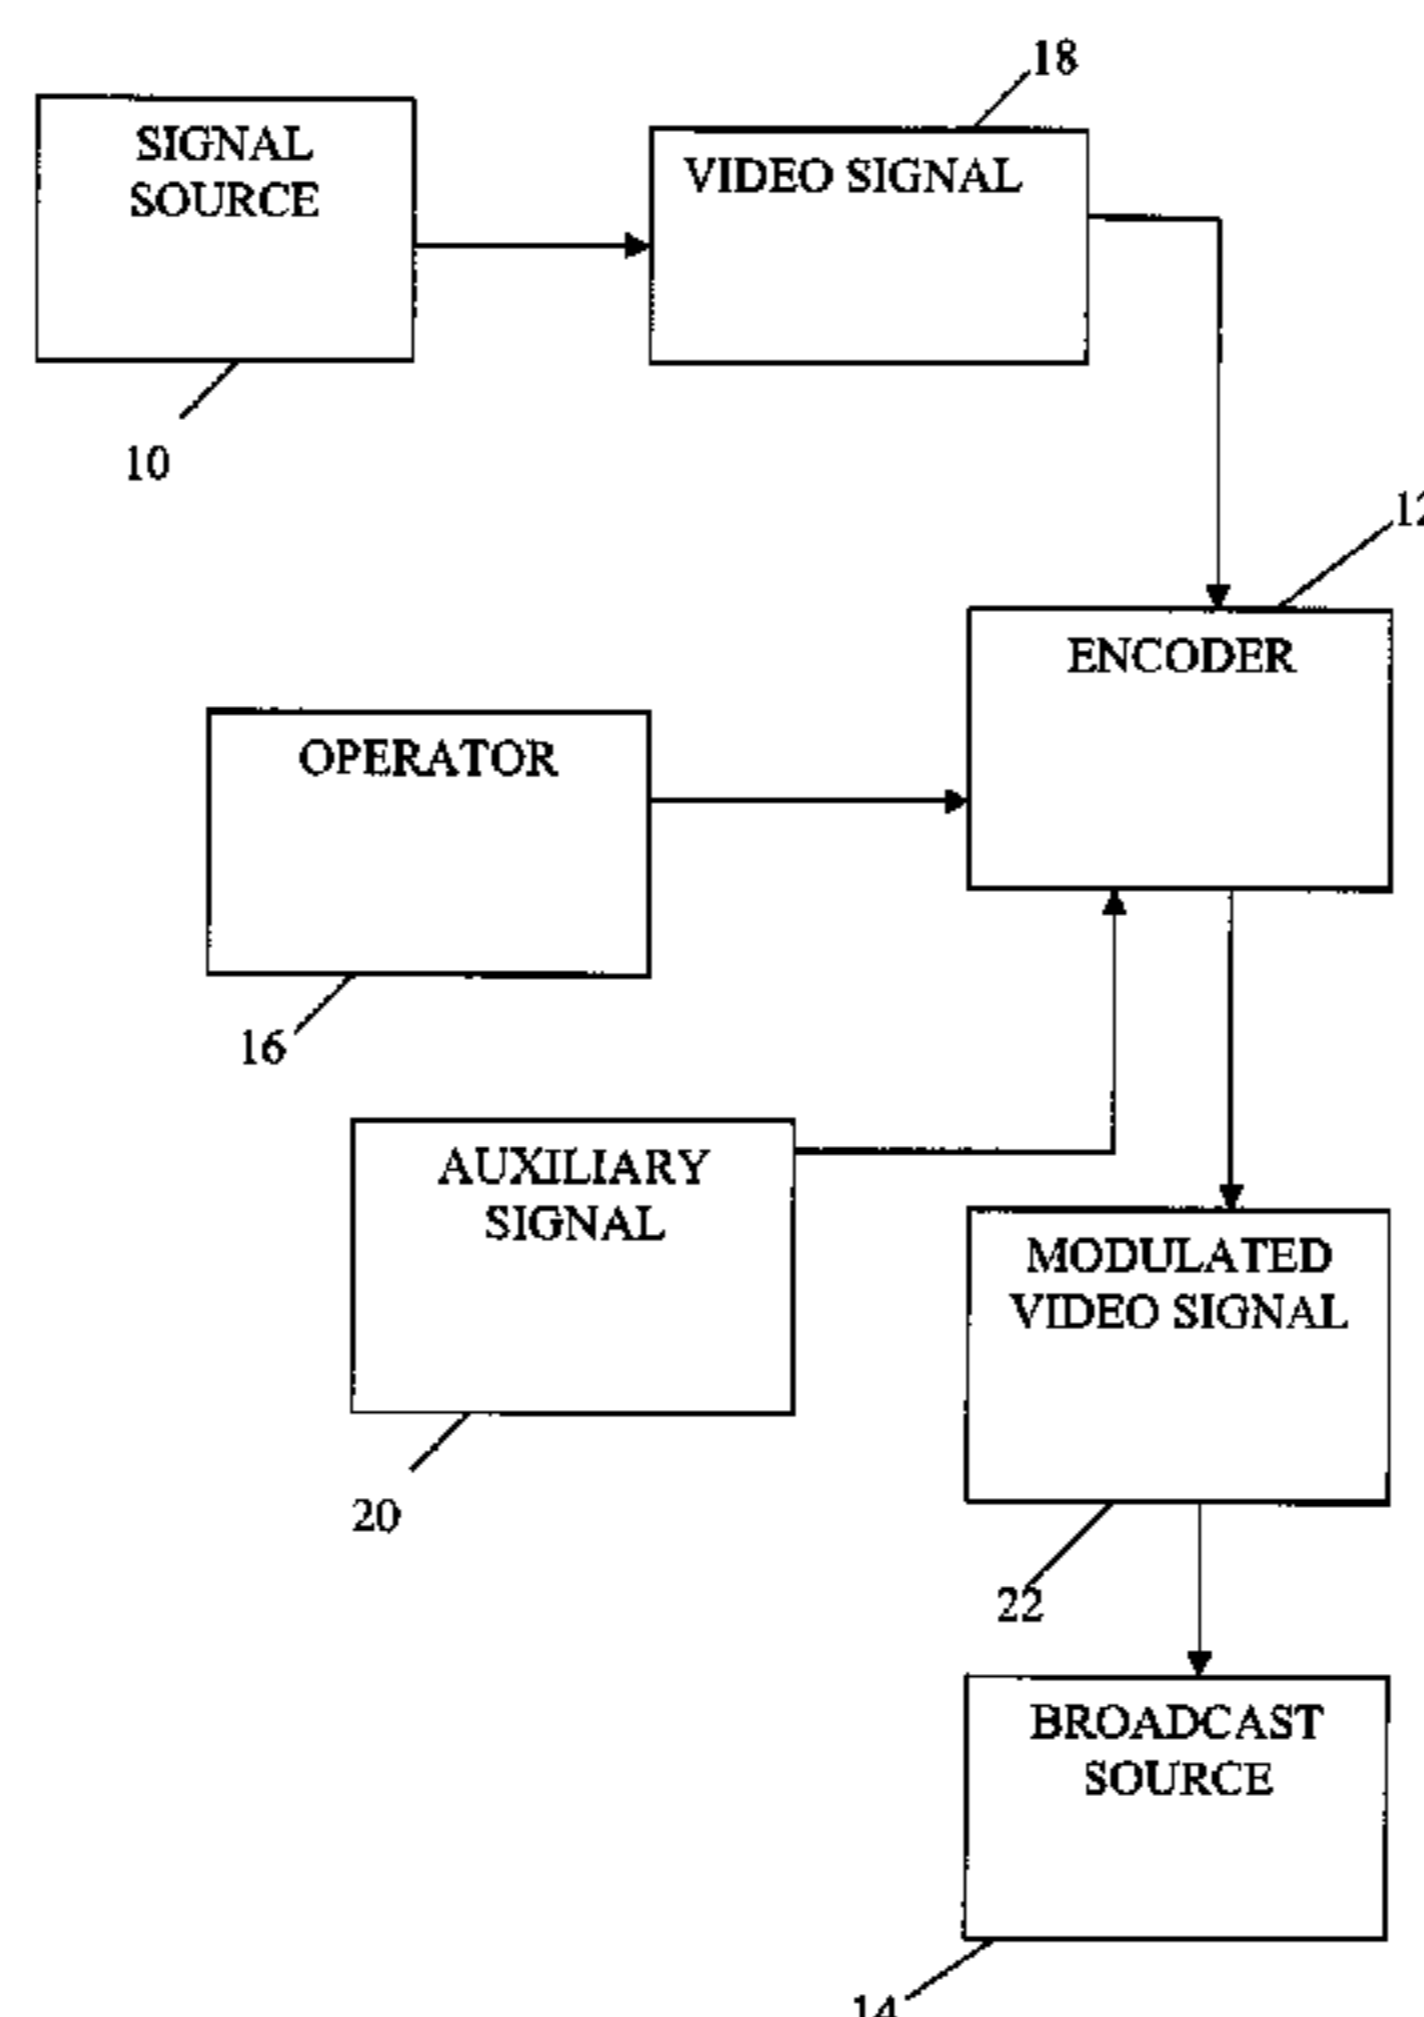 18
SIGNAL
SOURCE
VIDEO SIGNAL
10
12
ENCODER
OPERATOR
16
AUXILIARY
SIGNAL
MODULATED
VIDEO SIGNAL
20
22
BROADCAST
SOURCE
14